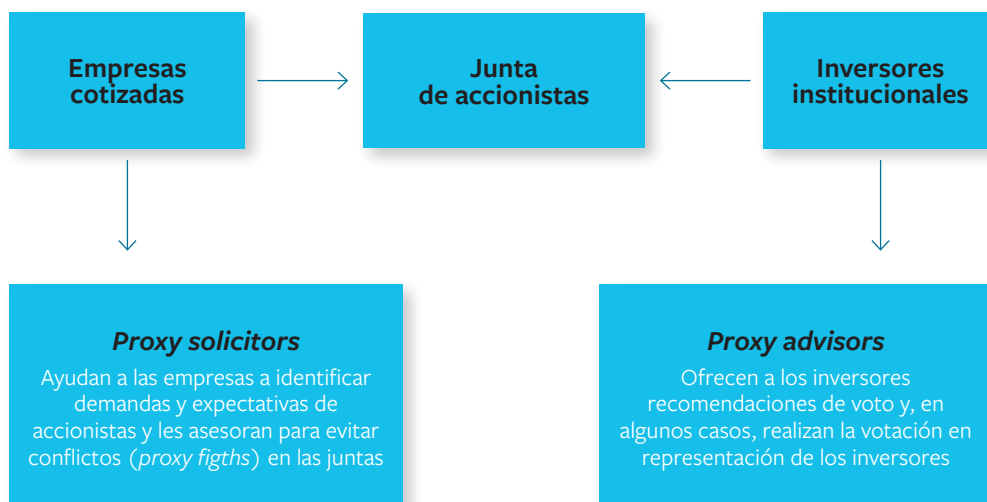 Empresas
cotizadas
Junta
de accionistas
Inversores
institucionales
Proxy solicitors
Ayudan a las empresas a identificar
demandas y expectativas de
accionistas y les asesoran para evitar
conflictos (proxy figths) en las juntas
Proxy advisors
Ofrecen a los inversores
recomendaciones de voto y, en
algunos casos, realizan la votación en
representación de los inversores